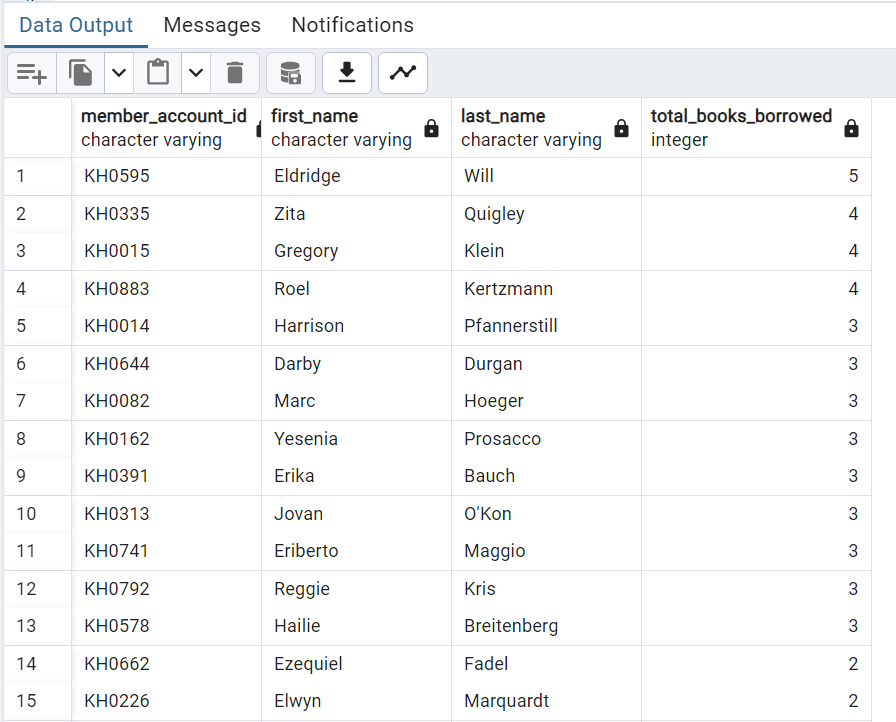 Data Output Messages Notifications
member_account_id first_name last_name total_books_borrowed
character varying character varying character varying integer
1 KH0595 Eldridge Will 5
2 KH0335 Zita Quigley 4
3 KH0015 Gregory Klein 4
4 KH0883 Roel Kertzmann 4
5 KH0014 Harrison Pfannerstill 3
6 KH0644 Darby Durgan 3
7 KH0082 Marc Hoeger 3
8 KH0162 Yesenia Prosacco 3
9 KH0391 Erika Bauch 3
10 KH0313 Jovan O'Kon 3
11 KH0741 Eriberto Maggio 3
12 KH0792 Reggie Kris 3
13 KH0578 Hailie Breitenberg 3
14 KH0662 Ezequiel Fadel 2
15 KH0226 Elwyn Marquardt 2